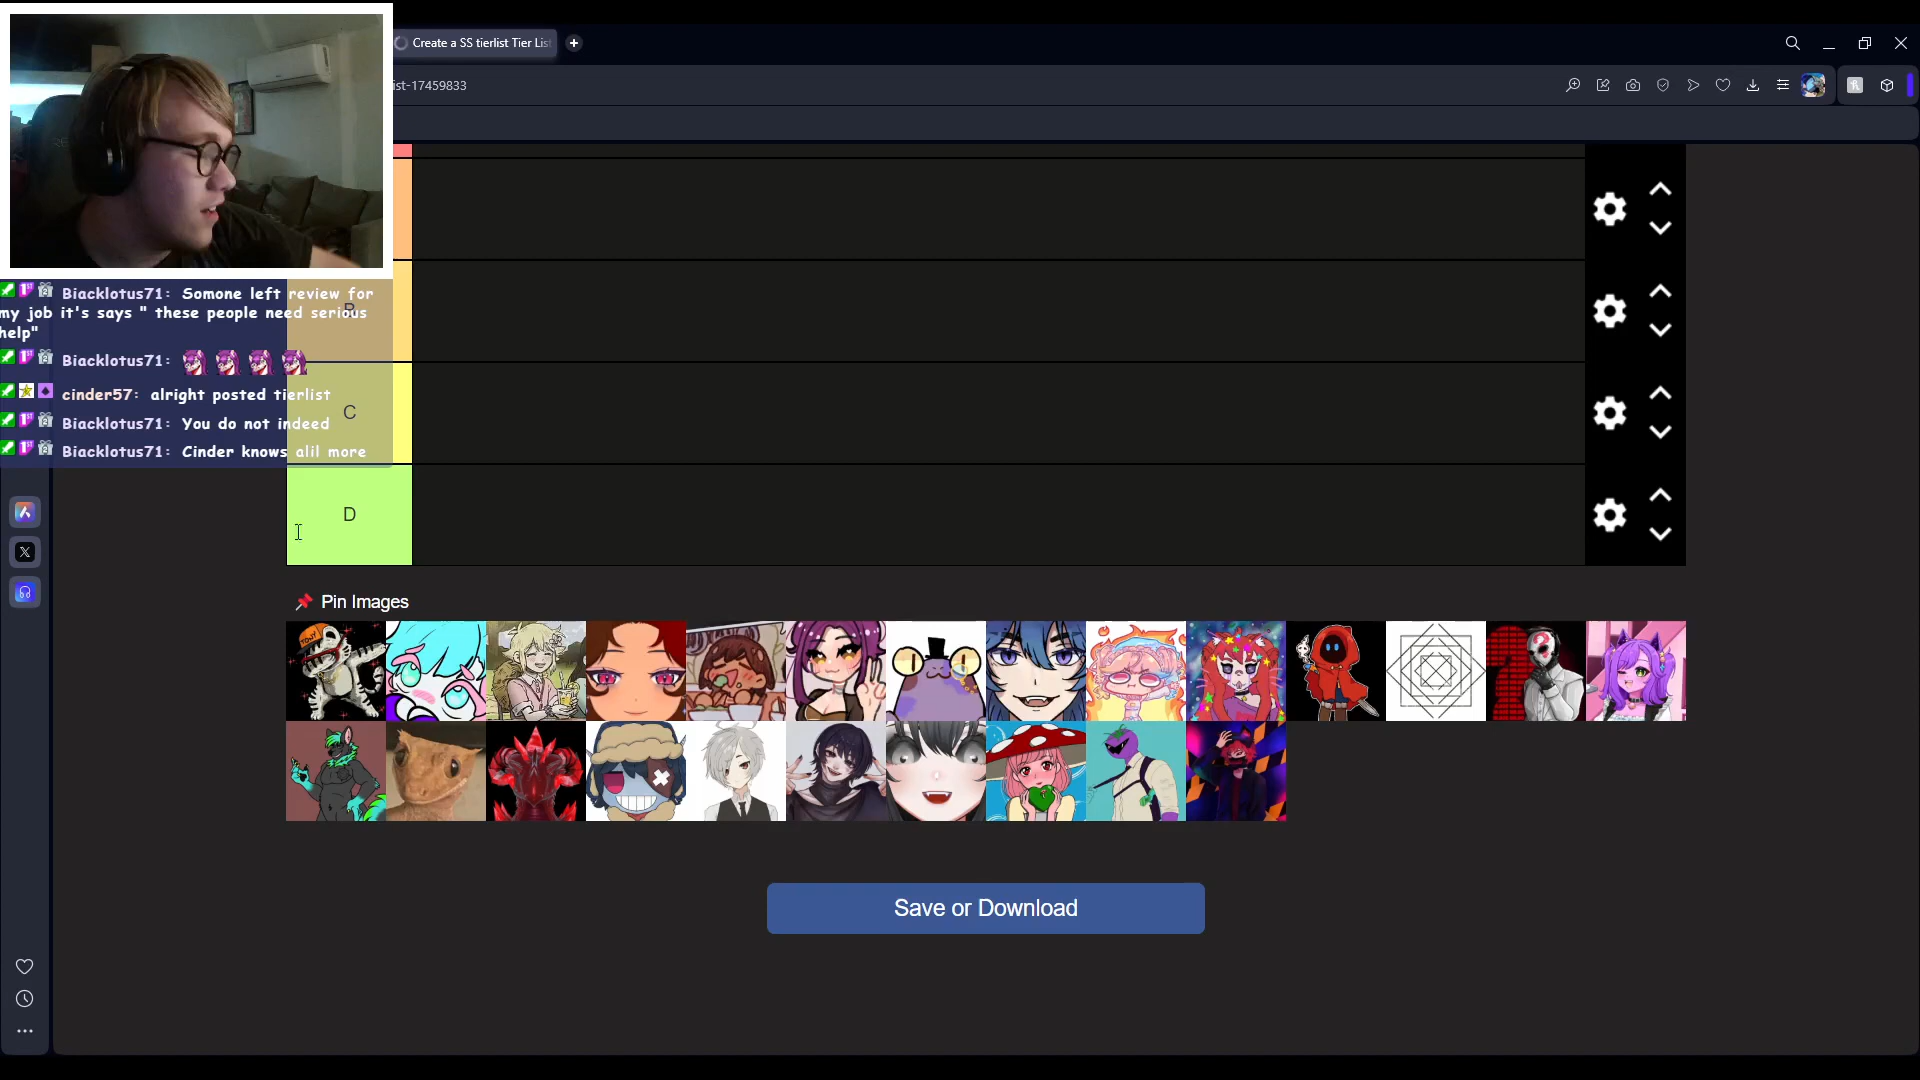 Create a SS tierlist Tier List
ist-17459833
Biacklotus71: Somone left review for
my job it's says " these people need serious
help"
Biacklotus71:
cinder57: alright posted tierlist
Biacklotus71: You do not indeed
Biacklotus71: Cinder knows alil more
B
C
D
Pin Images
TONY
Save or Download